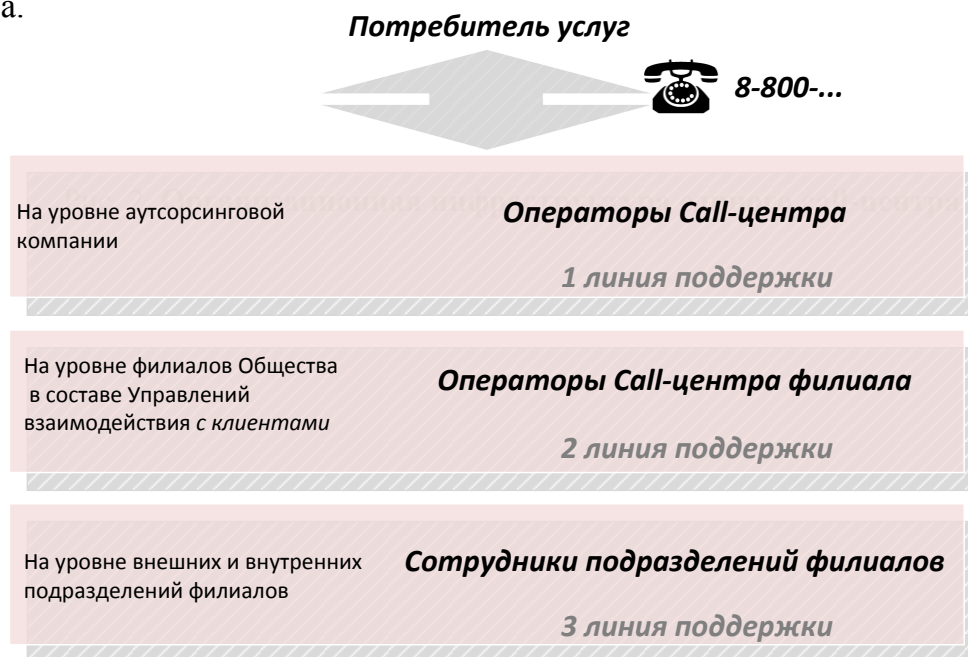 а.
Потребитель услуг
8-800-...
На уровне аутсорсинговой
компании
Операторы Call-центра
1 линия поддержки
На уровне филиалов Общества
в составе Управлений
взаимодействия с клиентами
Операторы Call-центра филиала
2 линия поддержки
На уровне внешних и внутренних
подразделений филиалов
Сотрудники подразделений филиалов
3 линия поддержки